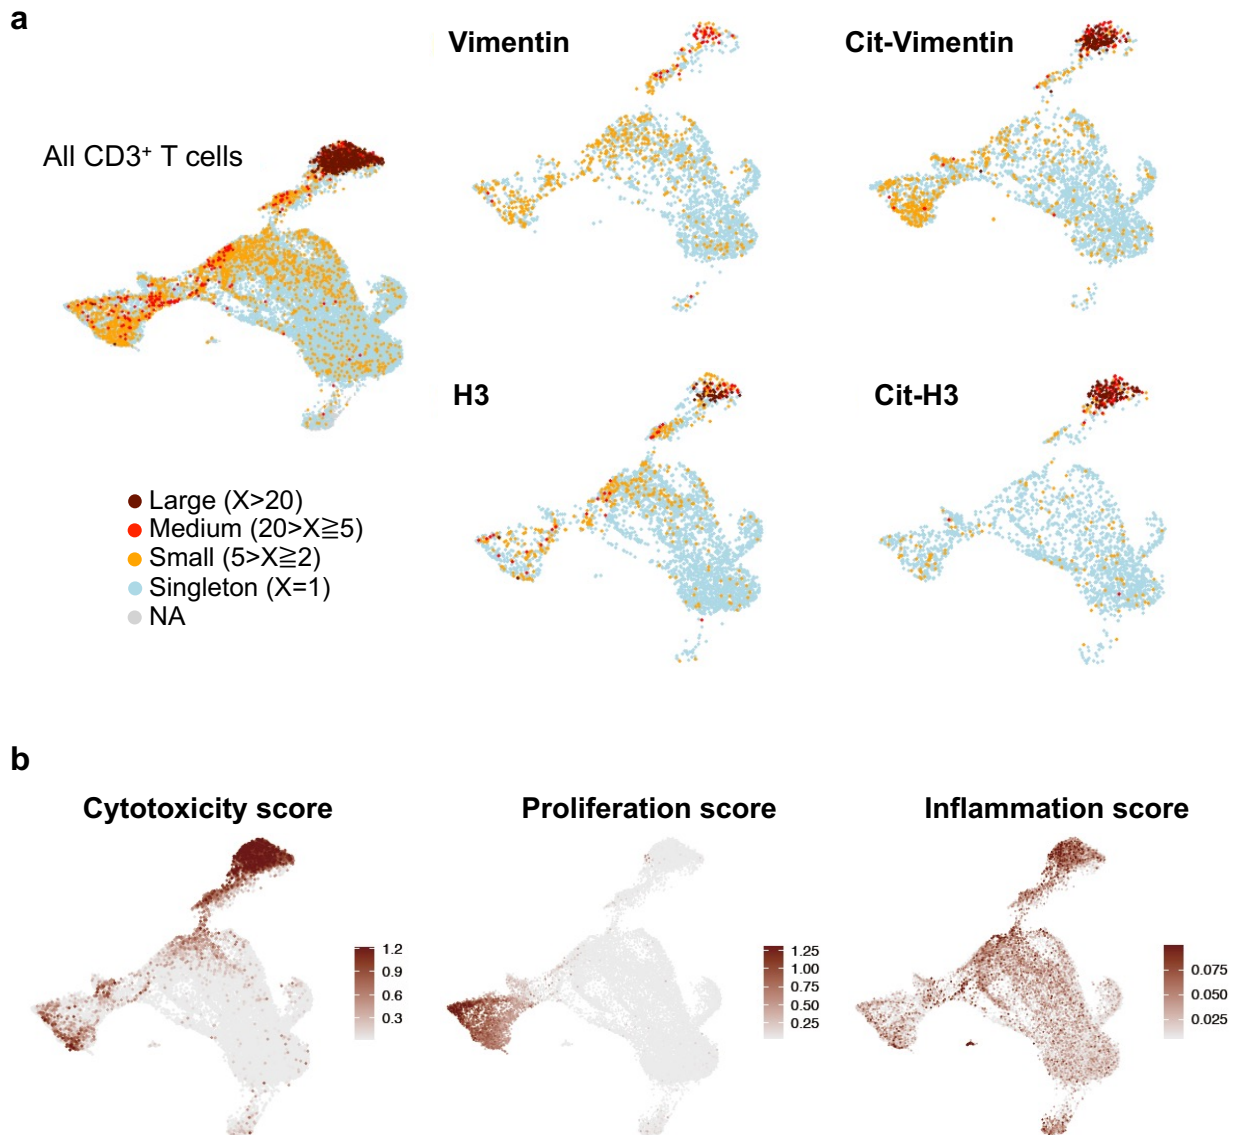 a
Vimentin
Cit-Vimentin
All CD3⁺ T cells
H3
Cit-H3
Large (X>20)
Medium (20>X≧5)
Small (5>X≧2)
Singleton (X=1)
NA
b
Cytotoxicity score
Proliferation score
Inflammation score
1.2
0.9
0.6
0.3
1.25
1.00
0.75
0.50
0.25
0.075
0.050
0.025